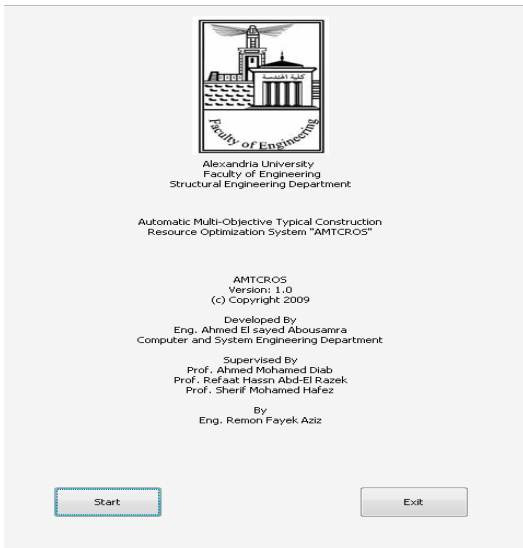 كلية الهندسة
Faculty of Engineering
Alexandria University
Faculty of Engineering
Structural Engineering Department
Automatic Multi-Objective Typical Construction
Resource Optimization System "AMTCROS"
AMTCROS
Version: 1.0
(c) Copyright 2009
Developed By
Eng. Ahmed El sayed Abousamra
Computer and System Engineering Department
Supervised By
Prof. Ahmed Mohamed Diab
Prof. Refaat Hassn Abd-El Razek
Prof. Sherif Mohamed Hafez
By
Eng. Remon Fayek Aziz
Start
Exit